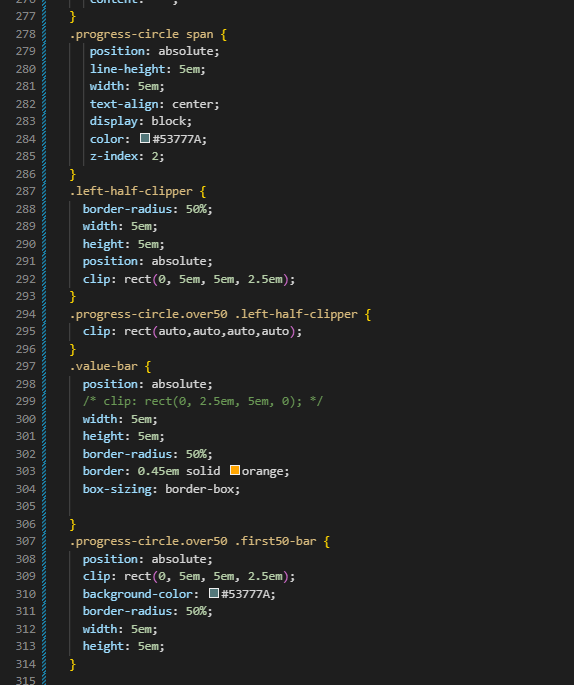 276 content: " ";
277 }
278 .progress-circle span {
279 position: absolute;
280 line-height: 5em;
281 width: 5em;
282 text-align: center;
283 display: block;
284 color: #53777A;
285 z-index: 2;
286 }
287 .left-half-clipper {
288 border-radius: 50%;
289 width: 5em;
290 height: 5em;
291 position: absolute;
292 clip: rect(0, 5em, 5em, 2.5em);
293 }
294 .progress-circle.over50 .left-half-clipper {
295 clip: rect(auto,auto,auto,auto);
296 }
297 .value-bar {
298 position: absolute;
299 /* clip: rect(0, 2.5em, 5em, 0); */
300 width: 5em;
301 height: 5em;
302 border-radius: 50%;
303 border: 0.45em solid orange;
304 box-sizing: border-box;
305
306 }
307 .progress-circle.over50 .first50-bar {
308 position: absolute;
309 clip: rect(0, 5em, 5em, 2.5em);
310 background-color: #53777A;
311 border-radius: 50%;
312 width: 5em;
313 height: 5em;
314 }
315